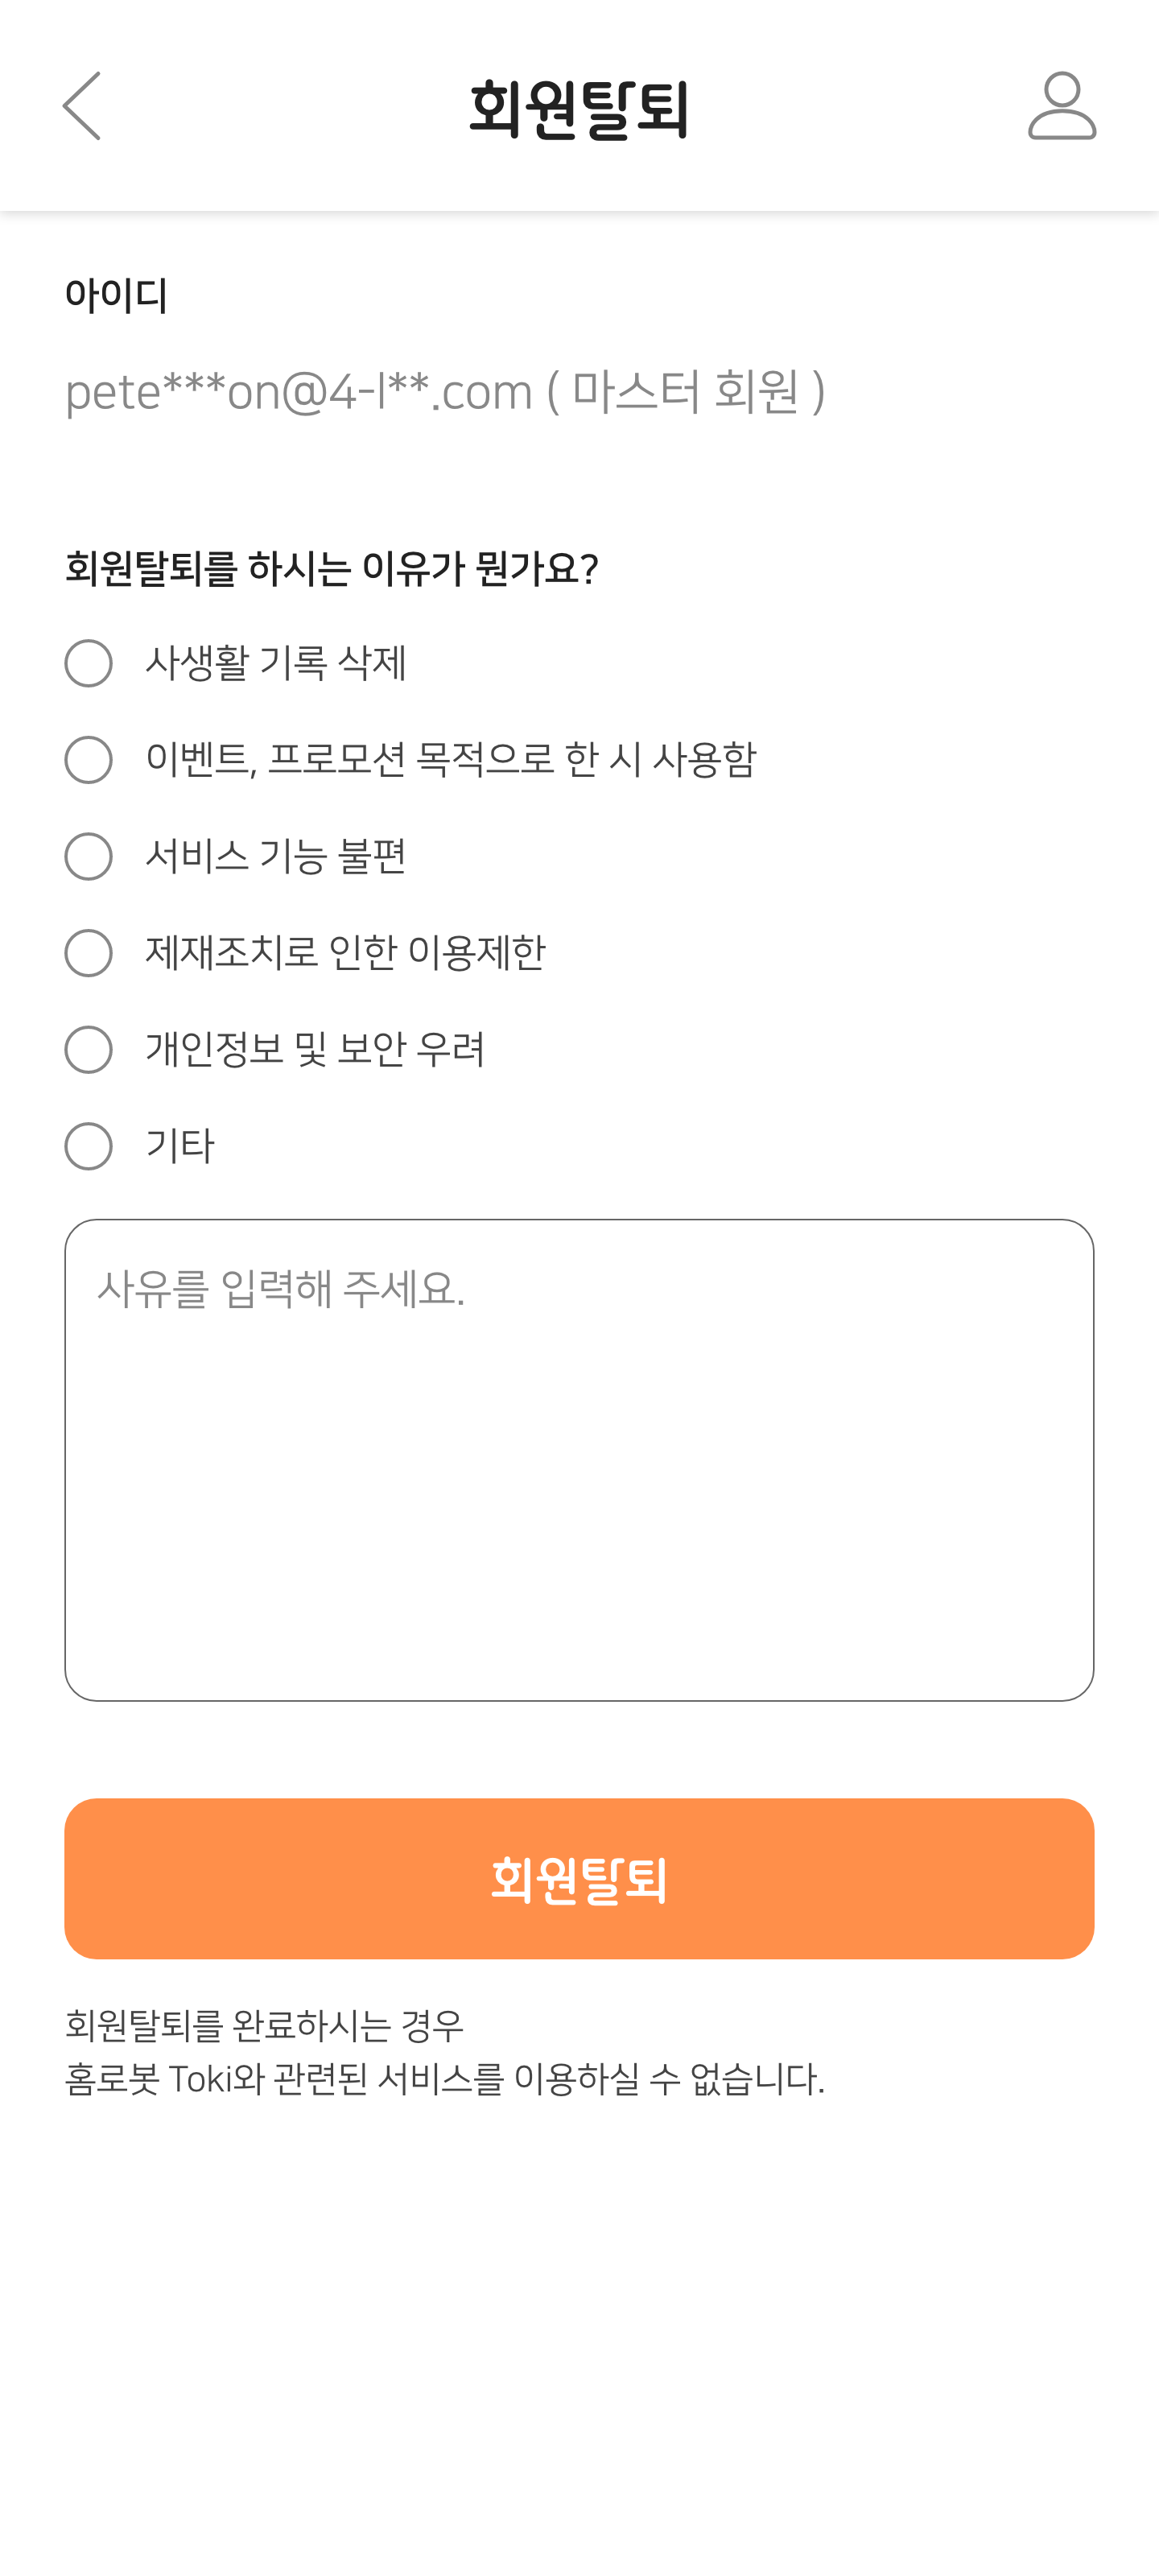 회원탈퇴
아이디
pete***on@4-l**.com ( 마스터 회원 )
회원탈퇴를 하시는 이유가 뭔가요?
사생활 기록 삭제
이벤트, 프로모션 목적으로 한 시 사용함
서비스 기능 불편
제재조치로 인한 이용제한
개인정보 및 보안 우려
기타
사유를 입력해 주세요.
회원탈퇴
회원탈퇴를 완료하시는 경우
홈로봇 Toki와 관련된 서비스를 이용하실 수 없습니다.